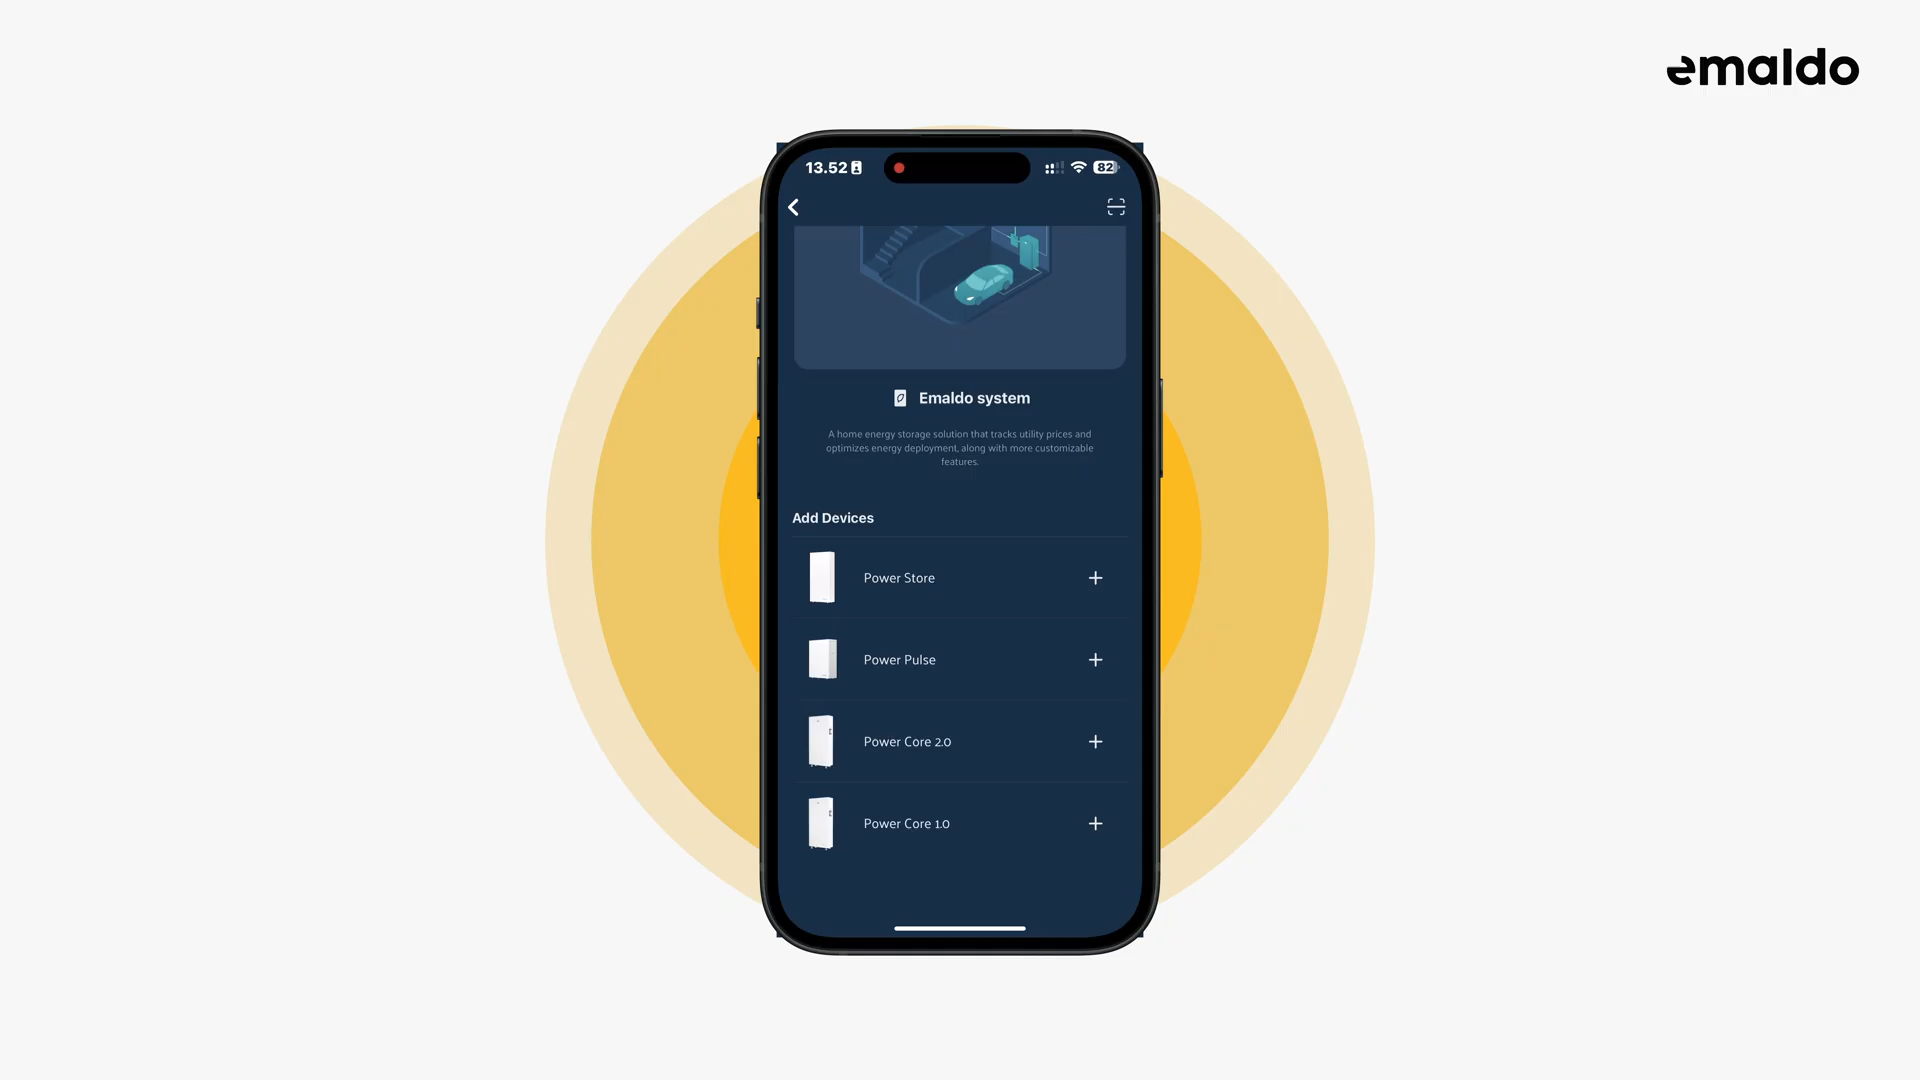 emaldo
13.52
82
Emaldo system
A home energy storage solution that tracks utility prices and
optimizes energy deployment, along with more customizable
features.
Add Devices
Power Store
Power Pulse
Power Core 2.0
Power Core 1.0